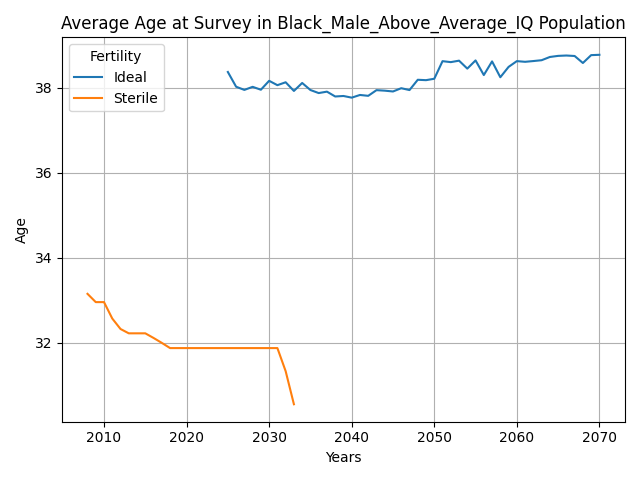 Average Age at Survey in Black_Male_Above_Average_IQ Population
Fertility
Ideal
Sterile
38
36
34
32
Age
2010 2020 2030 2040 2050 2060 2070
Years